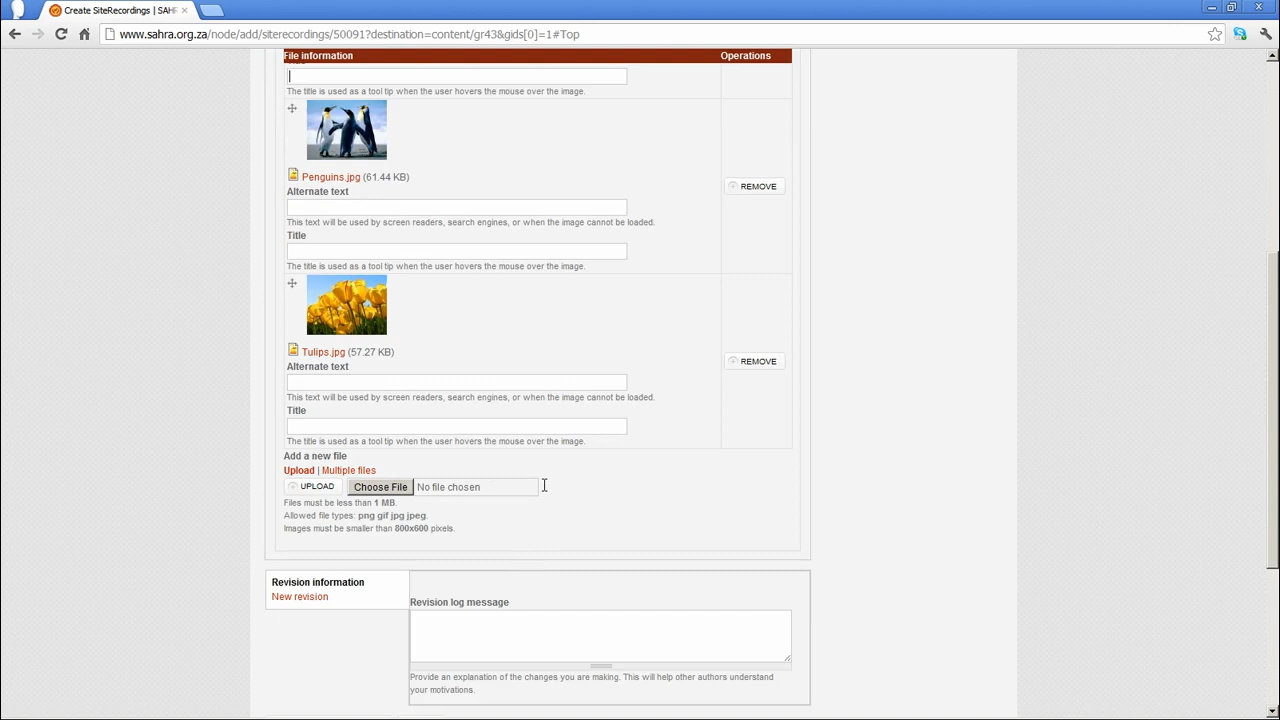 Create SiteRecordings | SAH
www.sahra.org.za/node/add/siterecordings/50091?destination=content/gr43&gids[0]=1#Top
File information Operations
The title is used as a tool tip when the user hovers the mouse over the image.
Penguins.jpg (61.44 KB)
Alternate text
REMOVE
This text will be used by screen readers, search engines, or when the image cannot be loaded.
Title
The title is used as a tool tip when the user hovers the mouse over the image.
Tulips.jpg (57.27 KB)
Alternate text
REMOVE
This text will be used by screen readers, search engines, or when the image cannot be loaded.
Title
The title is used as a tool tip when the user hovers the mouse over the image.
Add a new file
Upload | Multiple files
UPLOAD Choose File No file chosen
Files must be less than 1 MB.
Allowed file types: png gif jpg jpeg.
Images must be smaller than 800x600 pixels.
Revision information
New revision
Revision log message
Provide an explanation of the changes you are making. This will help other authors understand
your motivations.